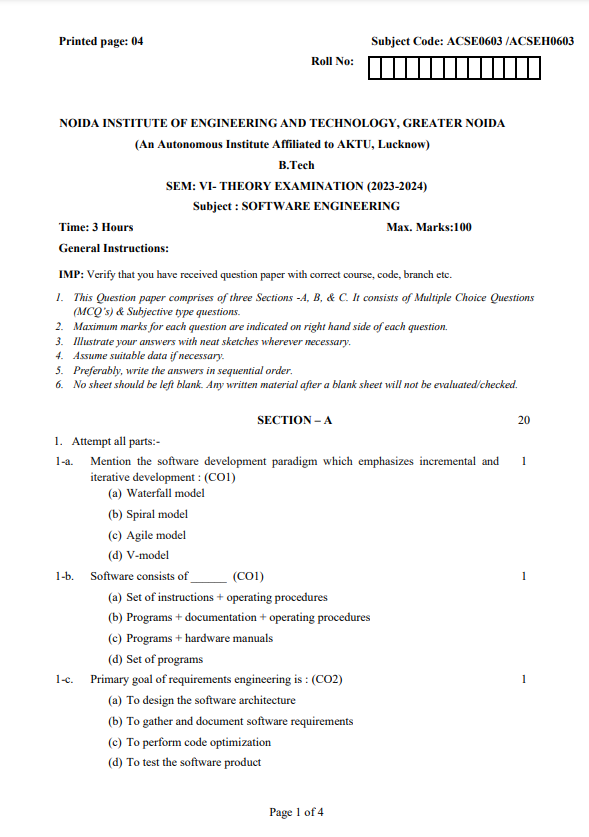 Printed page: 04 Subject Code: ACSE0603 /ACSEH0603
Roll No:
NOIDA INSTITUTE OF ENGINEERING AND TECHNOLOGY, GREATER NOIDA
(An Autonomous Institute Affiliated to AKTU, Lucknow)
B.Tech
SEM: VI- THEORY EXAMINATION (2023-2024)
Subject : SOFTWARE ENGINEERING
Time: 3 Hours Max. Marks:100
General Instructions:
IMP: Verify that you have received question paper with correct course, code, branch etc.
1. This Question paper comprises of three Sections -A, B, & C. It consists of Multiple Choice Questions
(MCQ's) & Subjective type questions.
2. Maximum marks for each question are indicated on right hand side of each question.
3. Illustrate your answers with neat sketches wherever necessary.
4. Assume suitable data if necessary.
5. Preferably, write the answers in sequential order.
6. No sheet should be left blank. Any written material after a blank sheet will not be evaluated/checked.
SECTION – A 20
1. Attempt all parts:-
1-a. Mention the software development paradigm which emphasizes incremental and 1
iterative development : (CO1)
(a) Waterfall model
(b) Spiral model
(c) Agile model
(d) V-model
1-b. Software consists of ______ (CO1) 1
(a) Set of instructions + operating procedures
(b) Programs + documentation + operating procedures
(c) Programs + hardware manuals
(d) Set of programs
1-c. Primary goal of requirements engineering is : (CO2) 1
(a) To design the software architecture
(b) To gather and document software requirements
(c) To perform code optimization
(d) To test the software product
Page 1 of 4